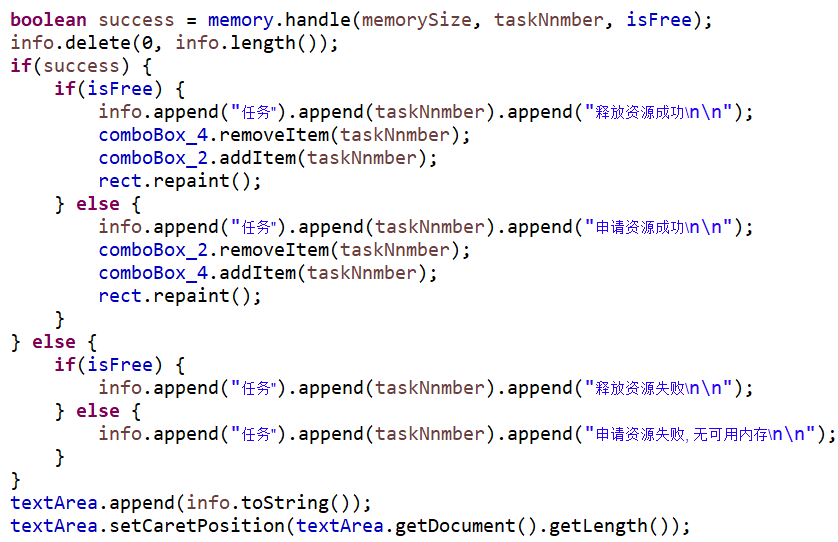 boolean success = memory.handle(memorySize, taskNnmber, isFree);
info.delete(0, info.length());
if(success) {
    if(isFree) {
        info.append("任务").append(taskNnmber).append("释放资源成功\n\n");
        comboBox_4.removeItem(taskNnmber);
        comboBox_2.addItem(taskNnmber);
        rect.repaint();
    } else {
        info.append("任务").append(taskNnmber).append("申请资源成功\n\n");
        comboBox_2.removeItem(taskNnmber);
        comboBox_4.addItem(taskNnmber);
        rect.repaint();
    }
} else {
    if(isFree) {
        info.append("任务").append(taskNnmber).append("释放资源失败\n\n");
    } else {
        info.append("任务").append(taskNnmber).append("申请资源失败, 无可用内存\n\n");
    }
}
textArea.append(info.toString());
textArea.setCaretPosition(textArea.getDocument().getLength());